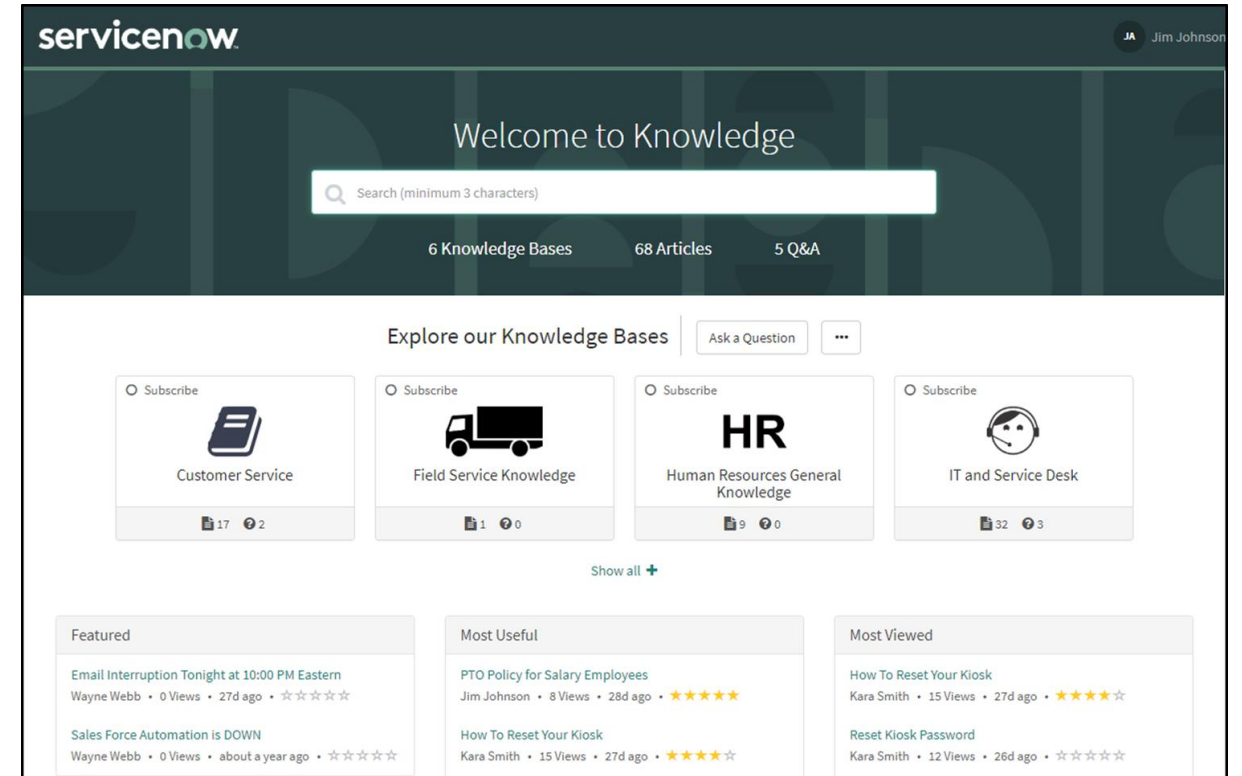 servicenow
JA Jim Johnson
Welcome to Knowledge
Search (minimum 3 characters)
6 Knowledge Bases 68 Articles 5 Q&A
Explore our Knowledge Bases Ask a Question •••
Subscribe Subscribe Subscribe Subscribe
HR
Customer Service Field Service Knowledge Human Resources General IT and Service Desk
Knowledge
17 2 1 0 9 0 32 3
Show all +
Featured Most Useful Most Viewed
Email Interruption Tonight at 10:00 PM Eastern PTO Policy for Salary Employees How To Reset Your Kiosk
Wayne Webb • 0 Views • 27d ago • ☆☆☆☆☆ Jim Johnson • 8 Views • 28d ago • ★★★★★ Kara Smith • 15 Views • 27d ago • ★★★★☆
Sales Force Automation is DOWN How To Reset Your Kiosk Reset Kiosk Password
Wayne Webb • 0 Views • about a year ago • ☆☆☆☆☆ Kara Smith • 15 Views • 27d ago • ★★★★☆ Kara Smith • 12 Views • 26d ago • ☆☆☆☆☆